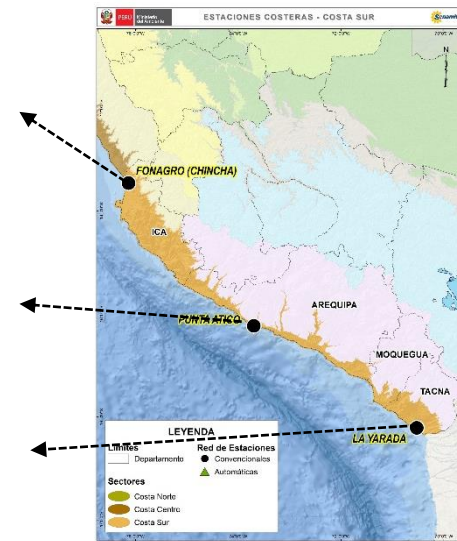 PERÚ Ministerio del Ambiente
ESTACIONES COSTERAS - COSTA SUR
Senamhi
FONAGRO (CHINCHA)
ICA
AREQUIPA
PUNTA ATICO
MOQUEGUA
TACNA
LA YARADA
LEYENDA
Límites
Departamento
Red de Estaciones
Convencionales
Automáticas
Sectores
Costa Norte
Costa Centro
Costa Sur